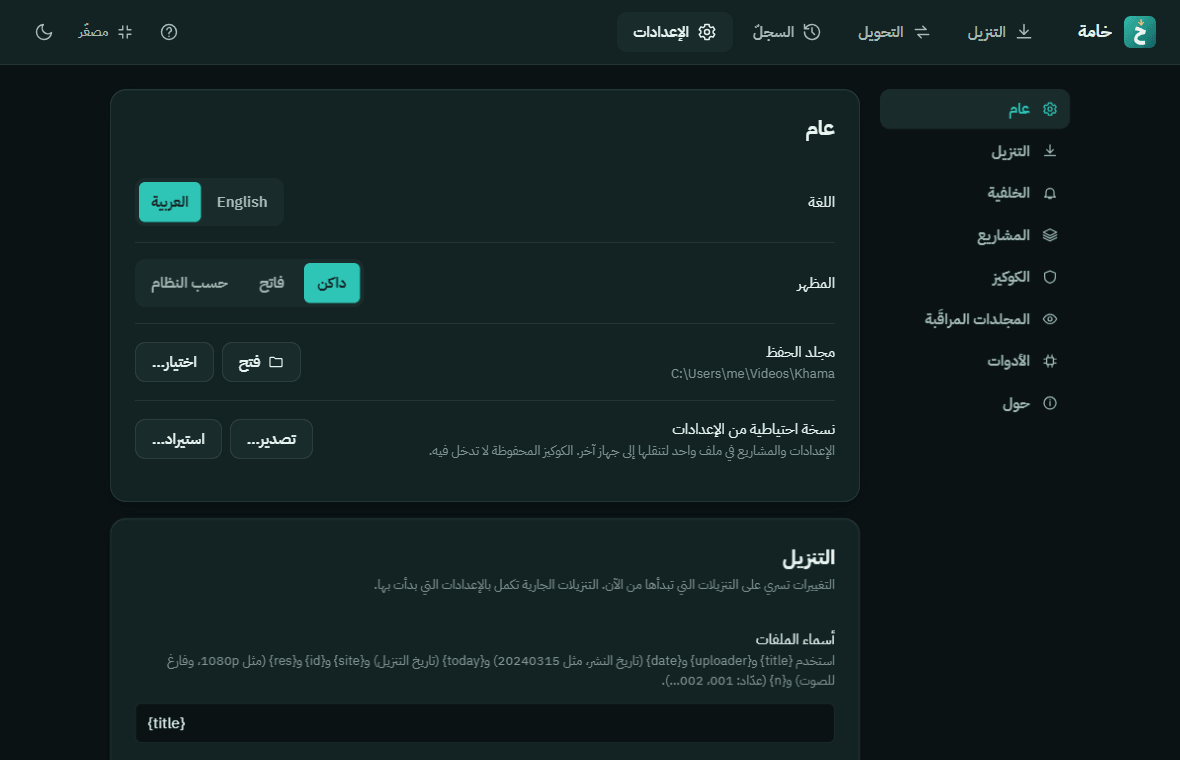 خ
خامة
التنزيل
التحويل
السجلّ
الإعدادات
مصغّر
عام
التنزيل
الخلفية
المشاريع
الكوكيز
المجلدات المراقَبة
الأدوات
حول
عام
اللغة
English
العربية
المظهر
داكن
فاتح
حسب النظام
مجلد الحفظ
C:\Users\me\Videos\Khama
فتح
اختيار...
نسخة احتياطية من الإعدادات
الإعدادات والمشاريع في ملف واحد لتنقلها إلى جهاز آخر. الكوكيز المحفوظة لا تدخل فيه.
تصدير...
استيراد...
التنزيل
التغييرات تسري على التنزيلات التي تبدأها من الآن. التنزيلات الجارية تكمل بالإعدادات التي بدأت بها.
أسماء الملفات
استخدم {title} و{uploader} و{date} (تاريخ النشر، مثل 20240315) و{today} (تاريخ التنزيل) و{site} و{id} و{res} (مثل 1080p، وفارغ
للصوت) و{n} (عدّاد: 001، 002...).
{title}